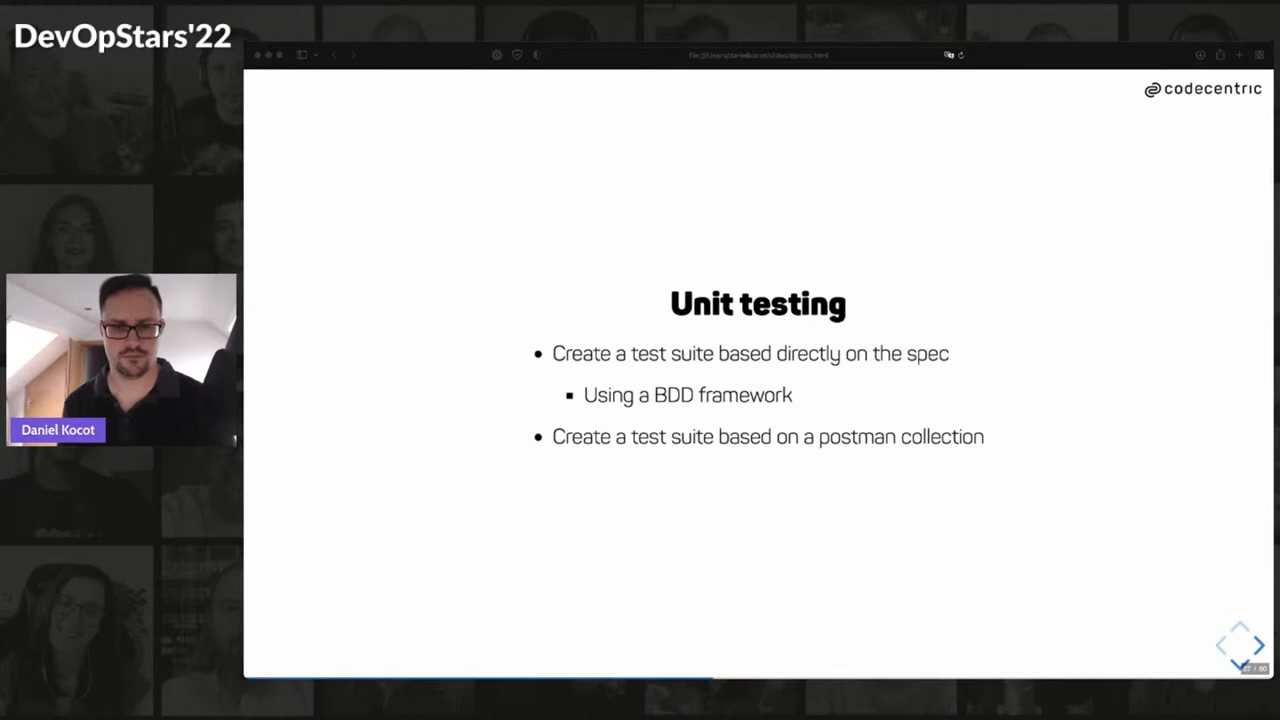 DevOpStars'22
codecentric
Unit testing
Create a test suite based directly on the spec
Using a BDD framework
Create a test suite based on a postman collection
Daniel Kocot